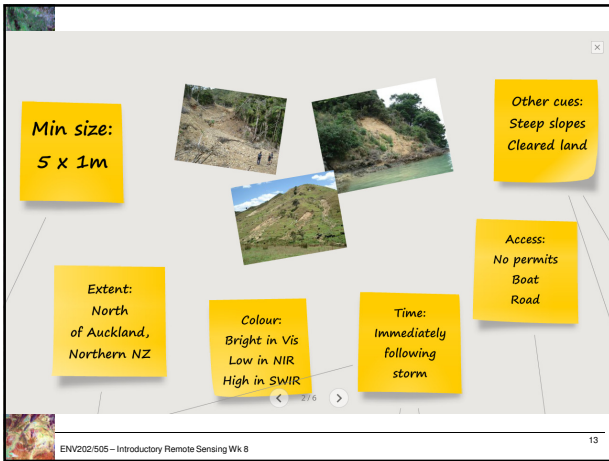 Min size:
5 x 1m
Other cues:
Steep slopes
Cleared land
Extent:
North
of Auckland,
Northern NZ
Colour:
Bright in Vis
Low in NIR
High in SWIR
Time:
Immediately
following
storm
Access:
No permits
Boat
Road
2 / 6
ENV202/505 – Introductory Remote Sensing Wk 8
13